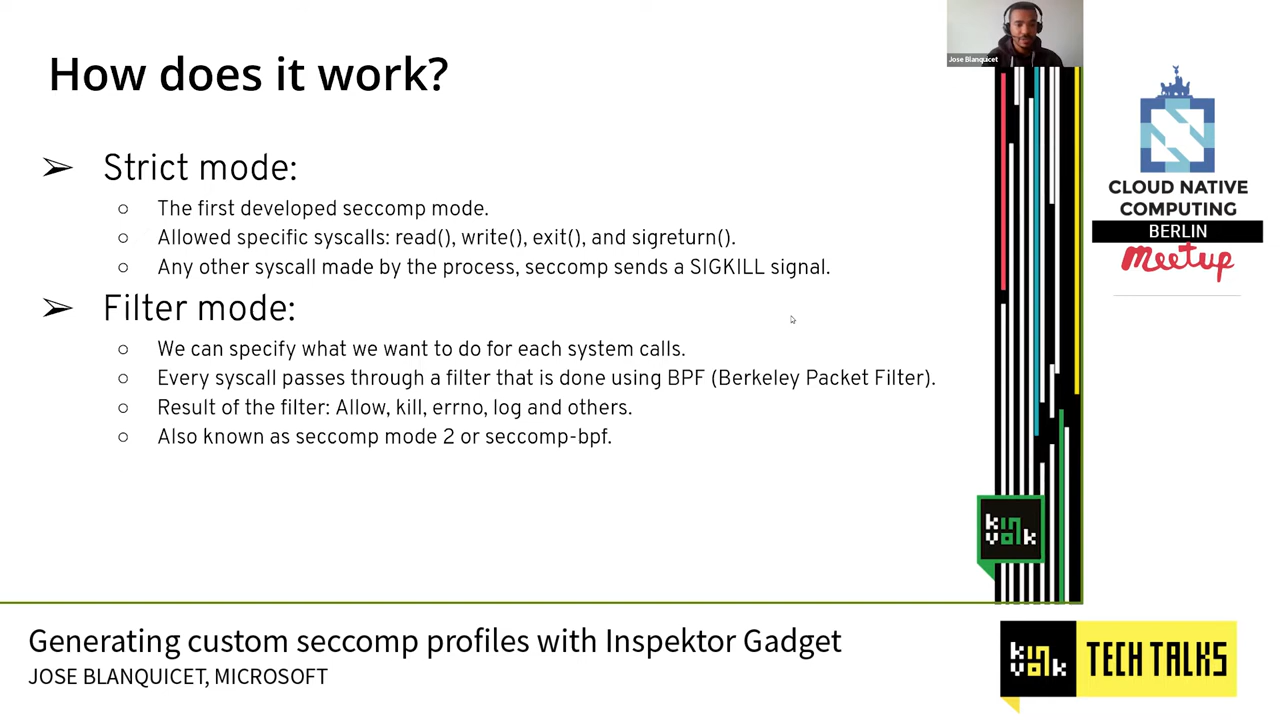 How does it work?
Jose Blanquicet
➢ Strict mode:
○ The first developed seccomp mode.
○ Allowed specific syscalls: read(), write(), exit(), and sigreturn().
○ Any other syscall made by the process, seccomp sends a SIGKILL signal.
➢ Filter mode:
○ We can specify what we want to do for each system calls.
○ Every syscall passes through a filter that is done using BPF (Berkeley Packet Filter).
○ Result of the filter: Allow, kill, errno, log and others.
○ Also known as seccomp mode 2 or seccomp-bpf.
CLOUD NATIVE
COMPUTING
BERLIN
Meetup
kin
volk
Generating custom seccomp profiles with Inspektor Gadget
JOSE BLANQUICET, MICROSOFT
kin
volk
TECH TALKS